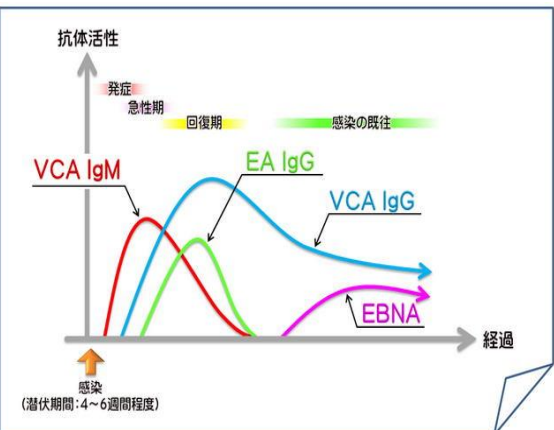 抗体活性
発症
急性期
回復期
感染の既往
VCA IgM
EA IgG
VCA IgG
EBNA
経過
感染
(潜伏期間:4~6週間程度)